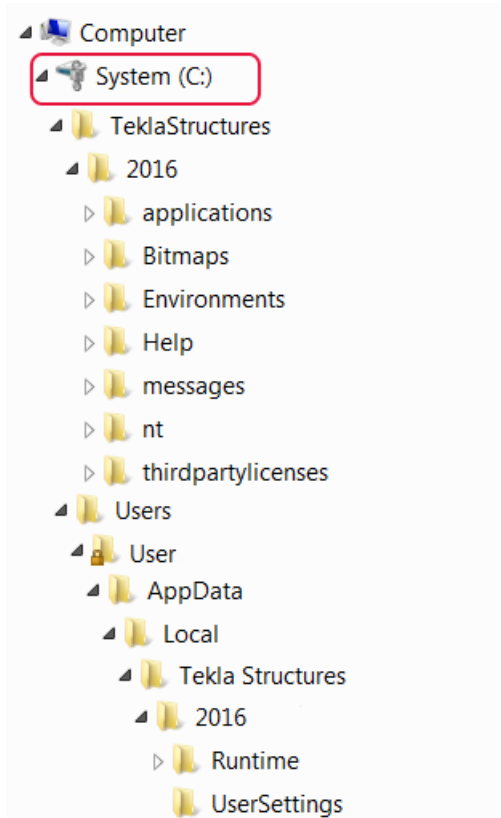 Computer
System (C:)
TeklaStructures
2016
applications
Bitmaps
Environments
Help
messages
nt
thirdpartylicenses
Users
User
AppData
Local
Tekla Structures
2016
Runtime
UserSettings